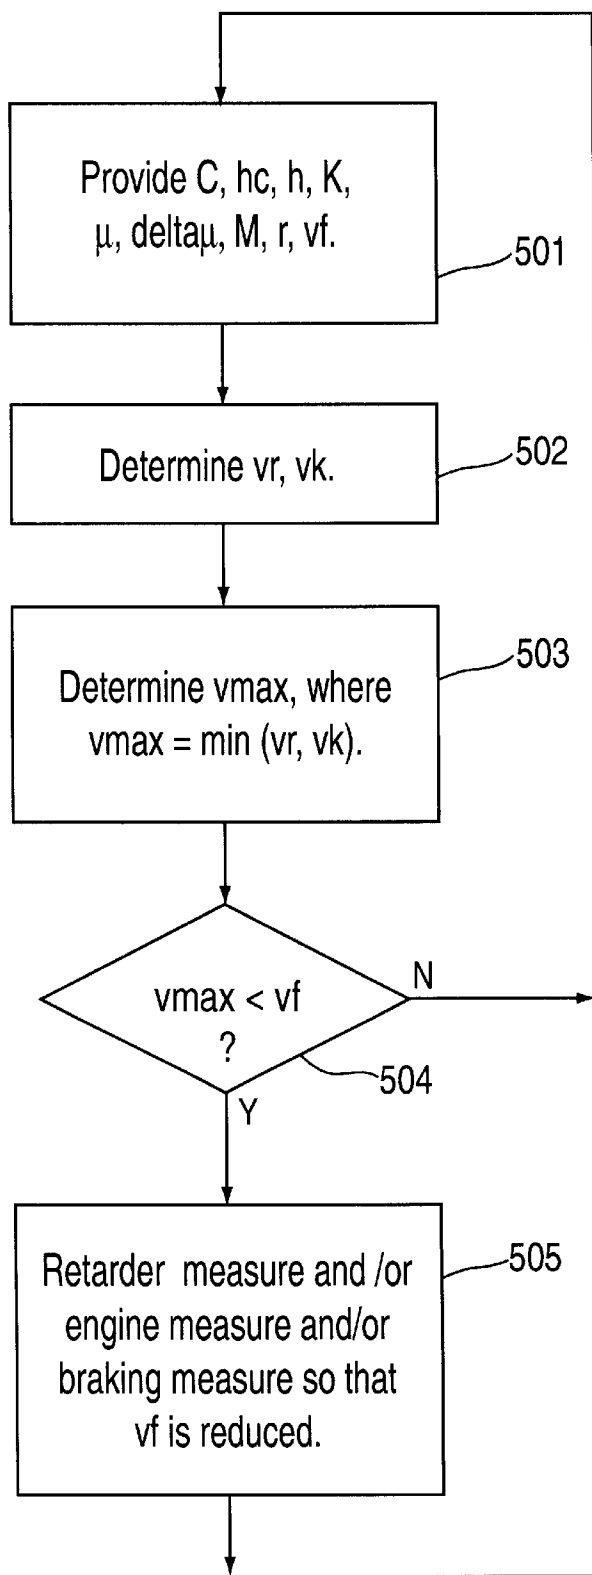 Provide C, hc, h, K,
μ, deltaμ, M, r, vf.
501
Determine vr, vk.
502
Determine vmax, where
vmax = min (vr, vk).
503
vmax < vf
?
N
504
Y
Retarder measure and /or
engine measure and/or
braking measure so that
vf is reduced.
505